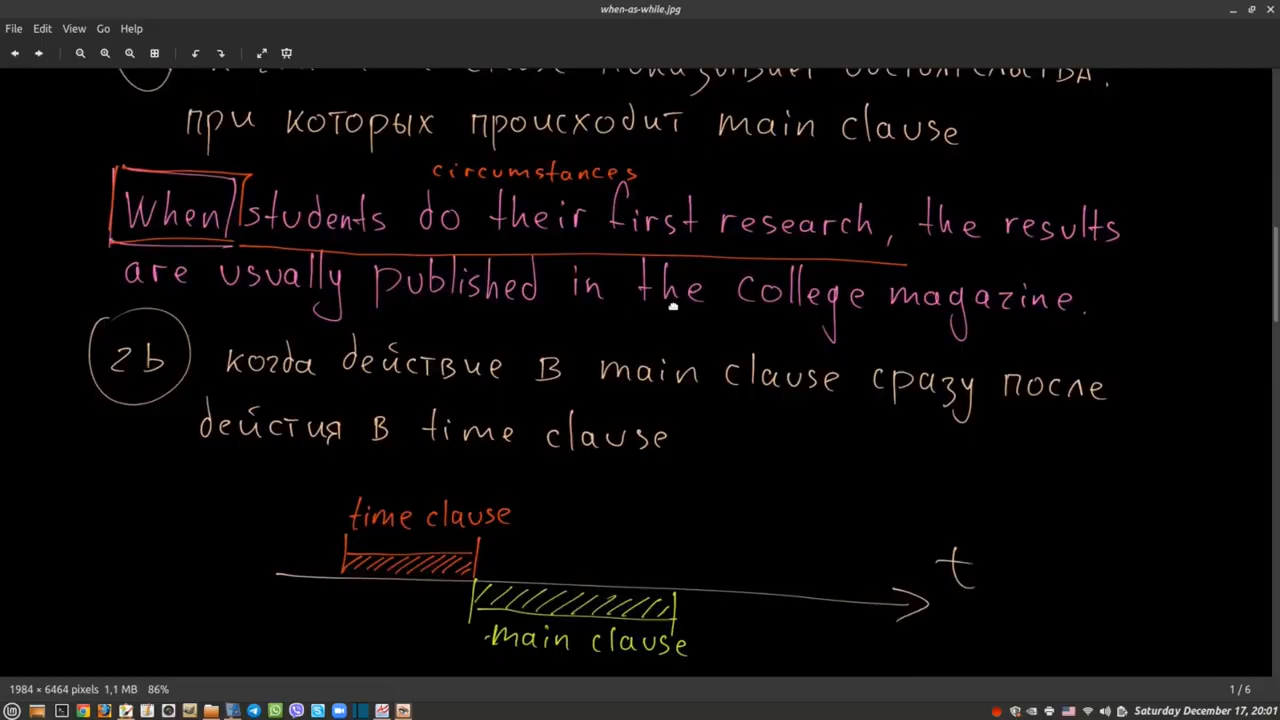 when-as-while.jpg
File Edit View Go Help
при которых происходит main clause
circumstances
When students do their first research, the results
are usually published in the college magazine.
2b когда действие в main clause сразу после
дейстия в time clause
time clause
t
main clause
1984 × 6464 pixels 1,1 MB 86%
1 / 6
Saturday December 17, 20:01